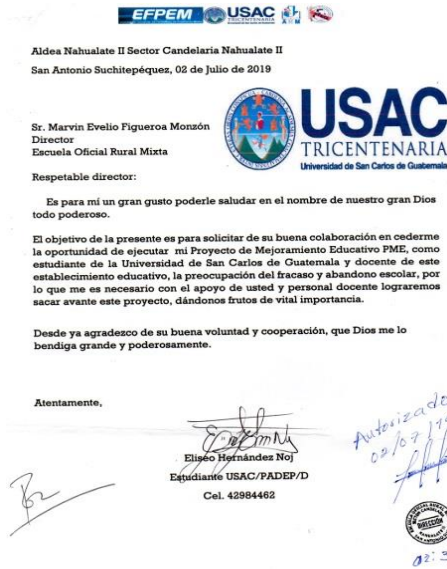 EFPEM USAC
TRICENTENARIA
Aldea Nahualate II Sector Candelaria Nahualate II
San Antonio Suchitepéquez, 02 de Julio de 2019
USAC
TRICENTENARIA
Universidad de San Carlos de Guatemala
Sr. Marvin Evelio Figueroa Monzón
Director
Escuela Oficial Rural Mixta
Respetable director:
Es para mí un gran gusto poderle saludar en el nombre de nuestro gran Dios
todo poderoso.
El objetivo de la presente es para solicitar de su buena colaboración en cederme
la oportunidad de ejecutar mi Proyecto de Mejoramiento Educativo PME, como
estudiante de la Universidad de San Carlos de Guatemala y docente de este
establecimiento educativo, la preocupación del fracaso y abandono escolar, por
lo que me es necesario con el apoyo de usted y personal docente lograremos
sacar avante este proyecto, dándonos frutos de vital importancia.
Desde ya agradezco de su buena voluntad y cooperación, que Dios me lo
bendiga grande y poderosamente.
Atentamente,
Autorizado
02/07/19
Eliseo Hernández Noj
Estudiante USAC/PADEP/D
Cel. 42984462
DIRECCIÓN